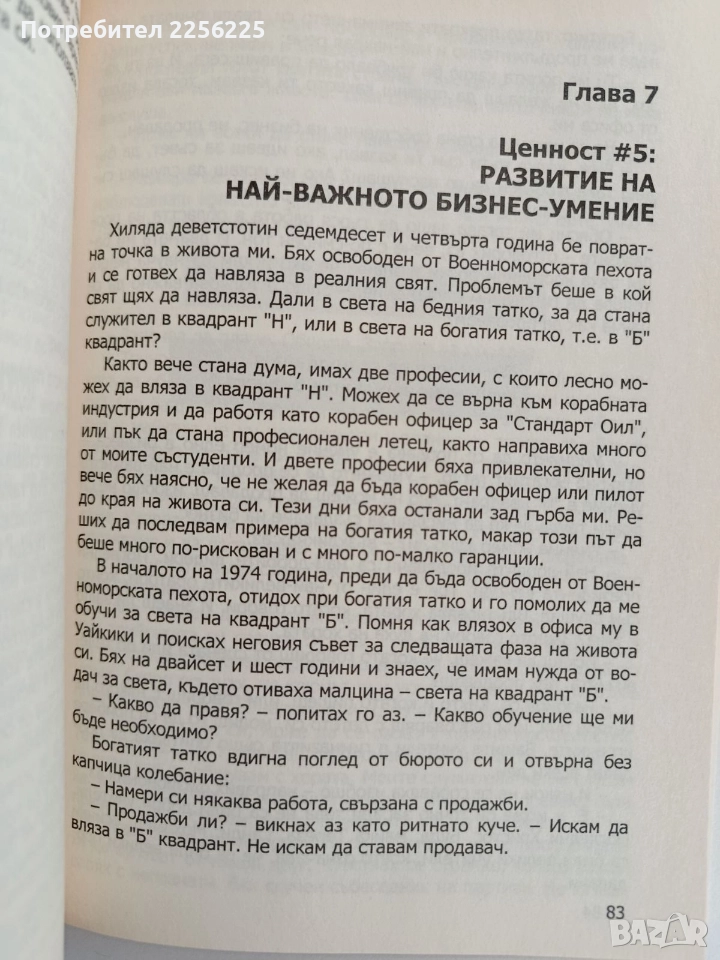 Потребител 2256225
Глава 7
Ценност #5:
РАЗВИТИЕ НА
НАЙ-ВАЖНОТО БИЗНЕС-УМЕНИЕ
Хиляда деветстотин седемдесет и четвърта година бе поврат-
на точка в живота ми. Бях освободен от Военноморската пехота
и се готвех да навляза в реалния свят. Проблемът беше в кой
свят щях да навляза. Дали в света на бедния татко, за да стана
служител в квадрант "Н", или в света на богатия татко, т.е. в "Б"
квадрант?
Както вече стана дума, имах две професии, с които лесно мо-
жех да вляза в квадрант "Н". Можех да се върна към корабната
индустрия и да работя като корабен офицер за "Стандарт Оил",
или пък да стана професионален летец, както направиха много
от моите състуденти. И двете професии бяха привлекателни, но
вече бях наясно, че не желая да бъда корабен офицер или пилот
до края на живота си. Тези дни бяха останали зад гърба ми. Ре-
ших да последвам примера на богатия татко, макар този път да
беше много по-рискован и с много по-малко гаранции.
В началото на 1974 година, преди да бъда освободен от Воен-
номорската пехота, отидох при богатия татко и го помолих да ме
обучи за света на квадрант "Б". Помня как влязох в офиса му в
Уайкики и поисках неговия съвет за следващата фаза на живота
си. Бях на двайсет и шест години и знаех, че имам нужда от во-
дач за света, където отиваха малцина – света на квадрант "Б".
– Какво да правя? – попитах го аз. – Какво обучение ще ми
бъде необходимо?
Богатият татко вдигна поглед от бюрото си и отвърна без
капчица колебание:
– Намери си някаква работа, свързана с продажби.
– Продажби ли? – викнах аз като ритнато куче. – Искам да
вляза в "Б" квадрант. Не искам да ставам продавач.
83
BAZAR